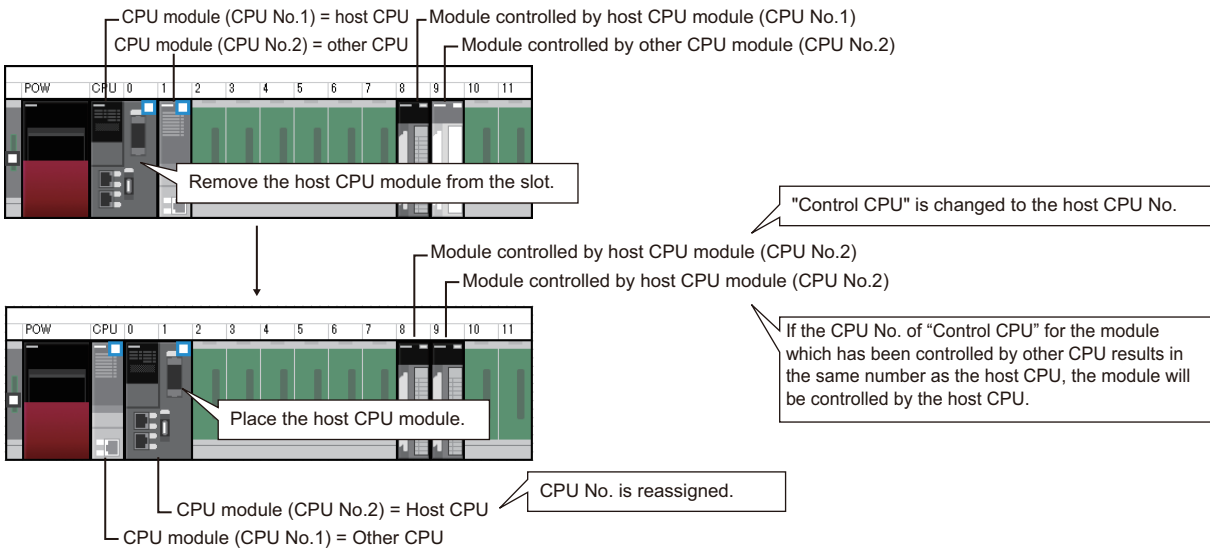 CPU module (CPU No.1) = host CPU
Module controlled by host CPU module (CPU No.1)
CPU module (CPU No.2) = other CPU
Module controlled by other CPU module (CPU No.2)
POW CPU 0 1 2 3 4 5 6 7 8 9 10 11
Remove the host CPU module from the slot.
"Control CPU" is changed to the host CPU No.
Module controlled by host CPU module (CPU No.2)
Module controlled by host CPU module (CPU No.2)
POW CPU 0 1 2 3 4 5 6 7 8 9 10 11
If the CPU No. of “Control CPU” for the module
which has been controlled by other CPU results in
the same number as the host CPU, the module will
be controlled by the host CPU.
Place the host CPU module.
CPU No. is reassigned.
CPU module (CPU No.2) = Host CPU
CPU module (CPU No.1) = Other CPU